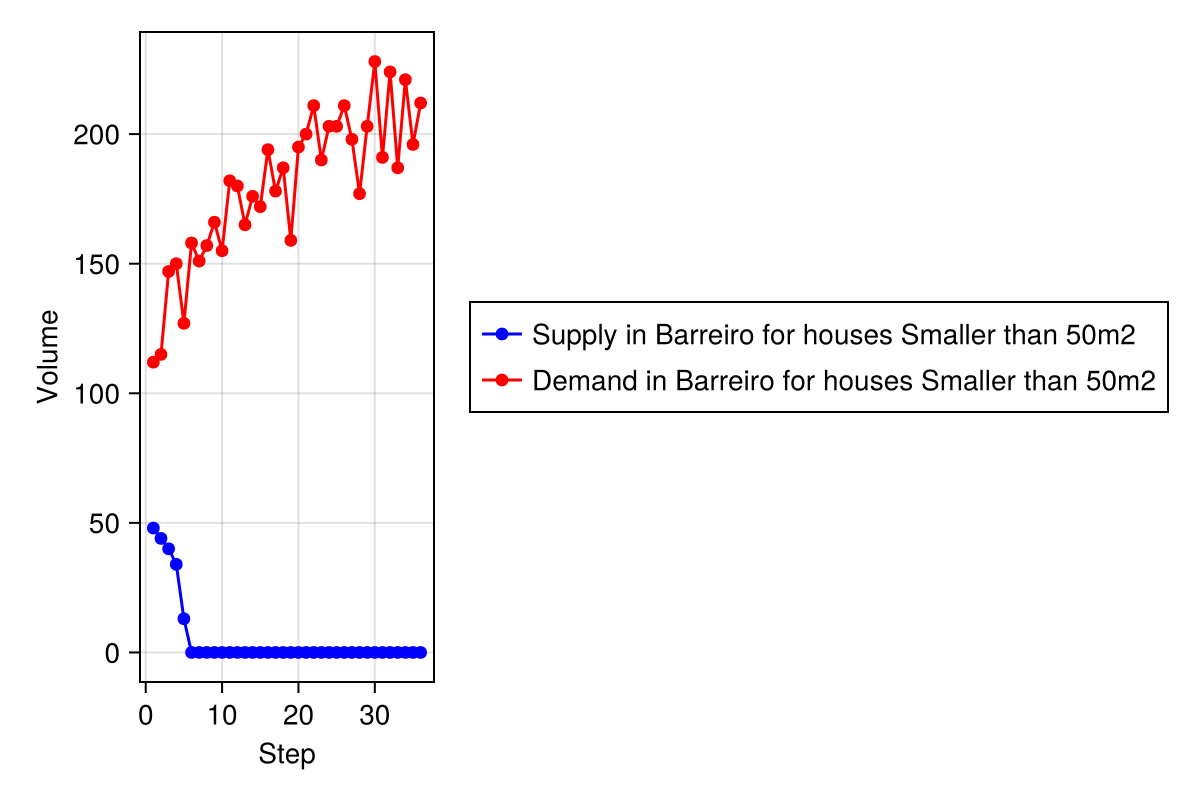 200
150
100
50
0
Volume
0 10 20 30
Step
Supply in Barreiro for houses Smaller than 50m2
Demand in Barreiro for houses Smaller than 50m2